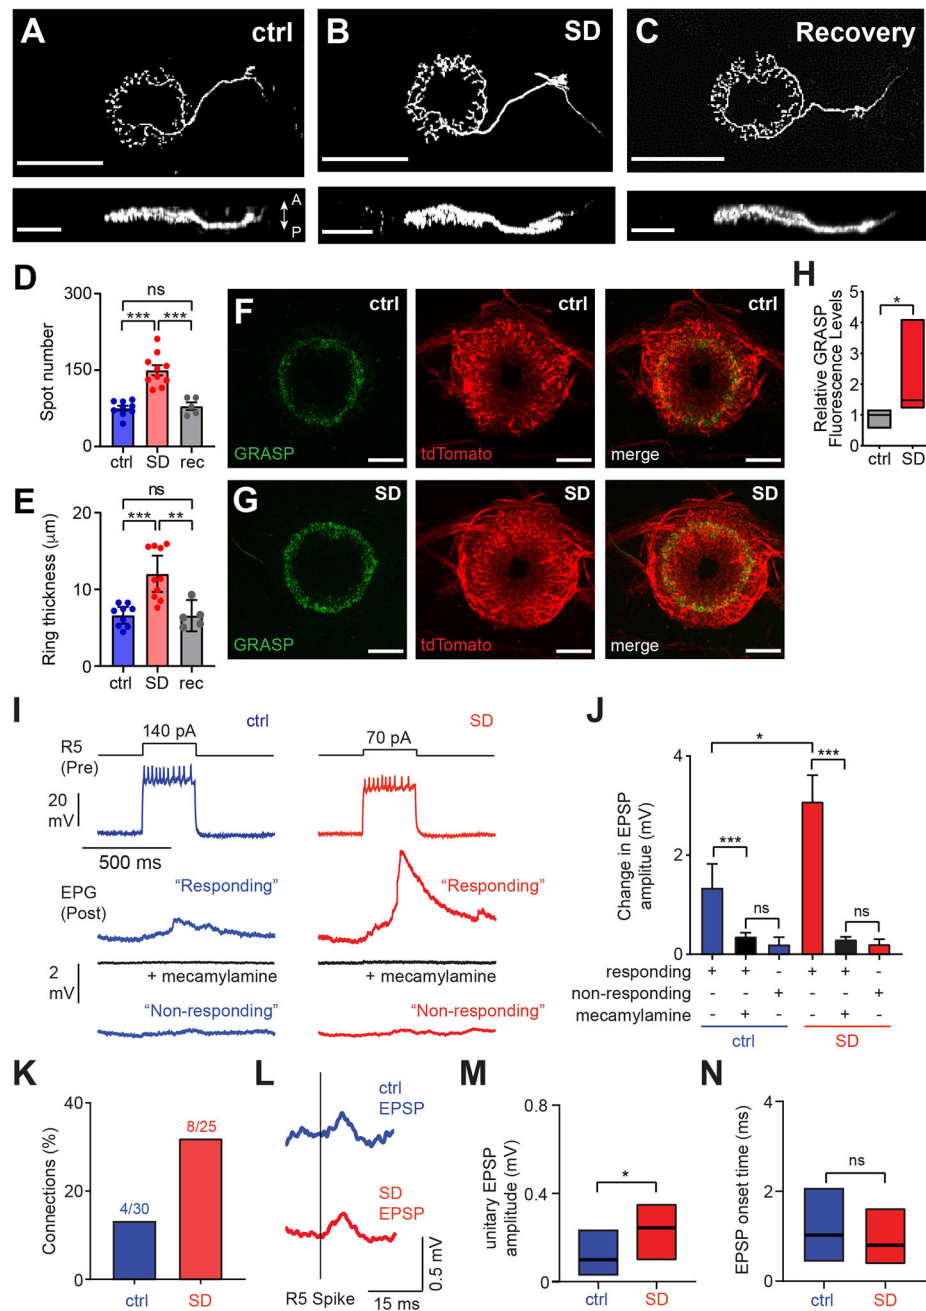 A
ctrl
B
SD
C
Recovery
A
P
D
300
150
0
Spot number
ns
***
***
ctrl
SD
rec
E
20
10
0
Ring thickness (μm)
ns
***
**
ctrl
SD
rec
F
ctrl
GRASP
ctrl
tdTomato
ctrl
merge
G
SD
GRASP
SD
tdTomato
SD
merge
H
Relative GRASP
Fluorescence Levels
5
4
3
2
1
0
*
ctrl
SD
I
ctrl
SD
R5
(Pre)
140 pA
70 pA
20
mV
500 ms
EPG
(Post)
“Responding”
“Responding”
+ mecamylamine
+ mecamylamine
2
mV
“Non-responding”
“Non-responding”
J
Change in EPSP
amplitue (mV)
4
2
0
*
***
***
ns
ns
responding + + - + + -
non-responding - - + - - +
mecamylamine - + - - + -
ctrl
SD
K
Connections (%)
40
20
0
4/30
8/25
ctrl
SD
L
ctrl
EPSP
SD
EPSP
0.5 mV
R5 Spike
15 ms
M
unitary EPSP
amplitude (mV)
0.8
0.4
0
*
ctrl
SD
N
EPSP onset time (ms)
4
2
0
ns
ctrl
SD